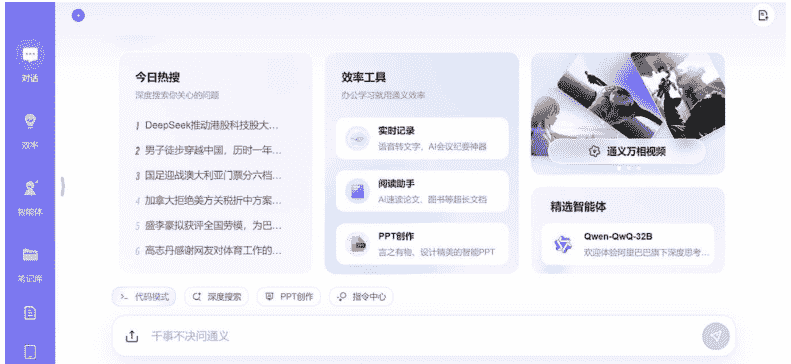 对话
效率
智能体
笔记库
今日热搜
深度搜索你关心的问题
1 DeepSeek推动港股科技股大...
2 男子徒步穿越中国，历时一年...
3 国足迎战澳大利亚门票分六档...
4 加拿大拒绝美方关税折中方案...
5 盛李豪拟获评全国劳模，为巴...
6 高志丹感谢网友对体育工作的...
效率工具
办公学习就用通义效率
实时记录
语音转文字，AI会议纪要神器
阅读助手
AI速读论文、图书等超长文档
PPT创作
言之有物，设计精美的智能PPT
通义万相视频
精选智能体
Qwen-QwQ-32B
欢迎体验阿里巴巴旗下深度思考...
代码模式
深度搜索
PPT创作
指令中心
千事不决问通义